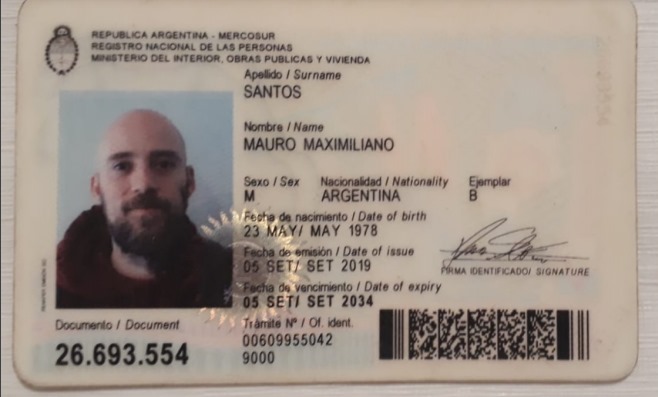 REPUBLICA ARGENTINA - MERCOSUR
REGISTRO NACIONAL DE LAS PERSONAS
MINISTERIO DEL INTERIOR, OBRAS PUBLICAS Y VIVIENDA
Apellido / Surname
SANTOS
Nombre / Name
MAURO MAXIMILIANO
Sexo / Sex Nacionalidad / Nationality Ejemplar
M ARGENTINA B
Fecha de nacimiento / Date of birth
23 MAY/ MAY 1978
Fecha de emisión / Date of issue
05 SET/ SET 2019
FIRMA IDENTIFICADO/ SIGNATURE
Fecha de vencimiento / Date of expiry
05 SET/ SET 2034
Documento / Document
26.693.554
Trámite Nº / Of. ident.
00609955042
9000